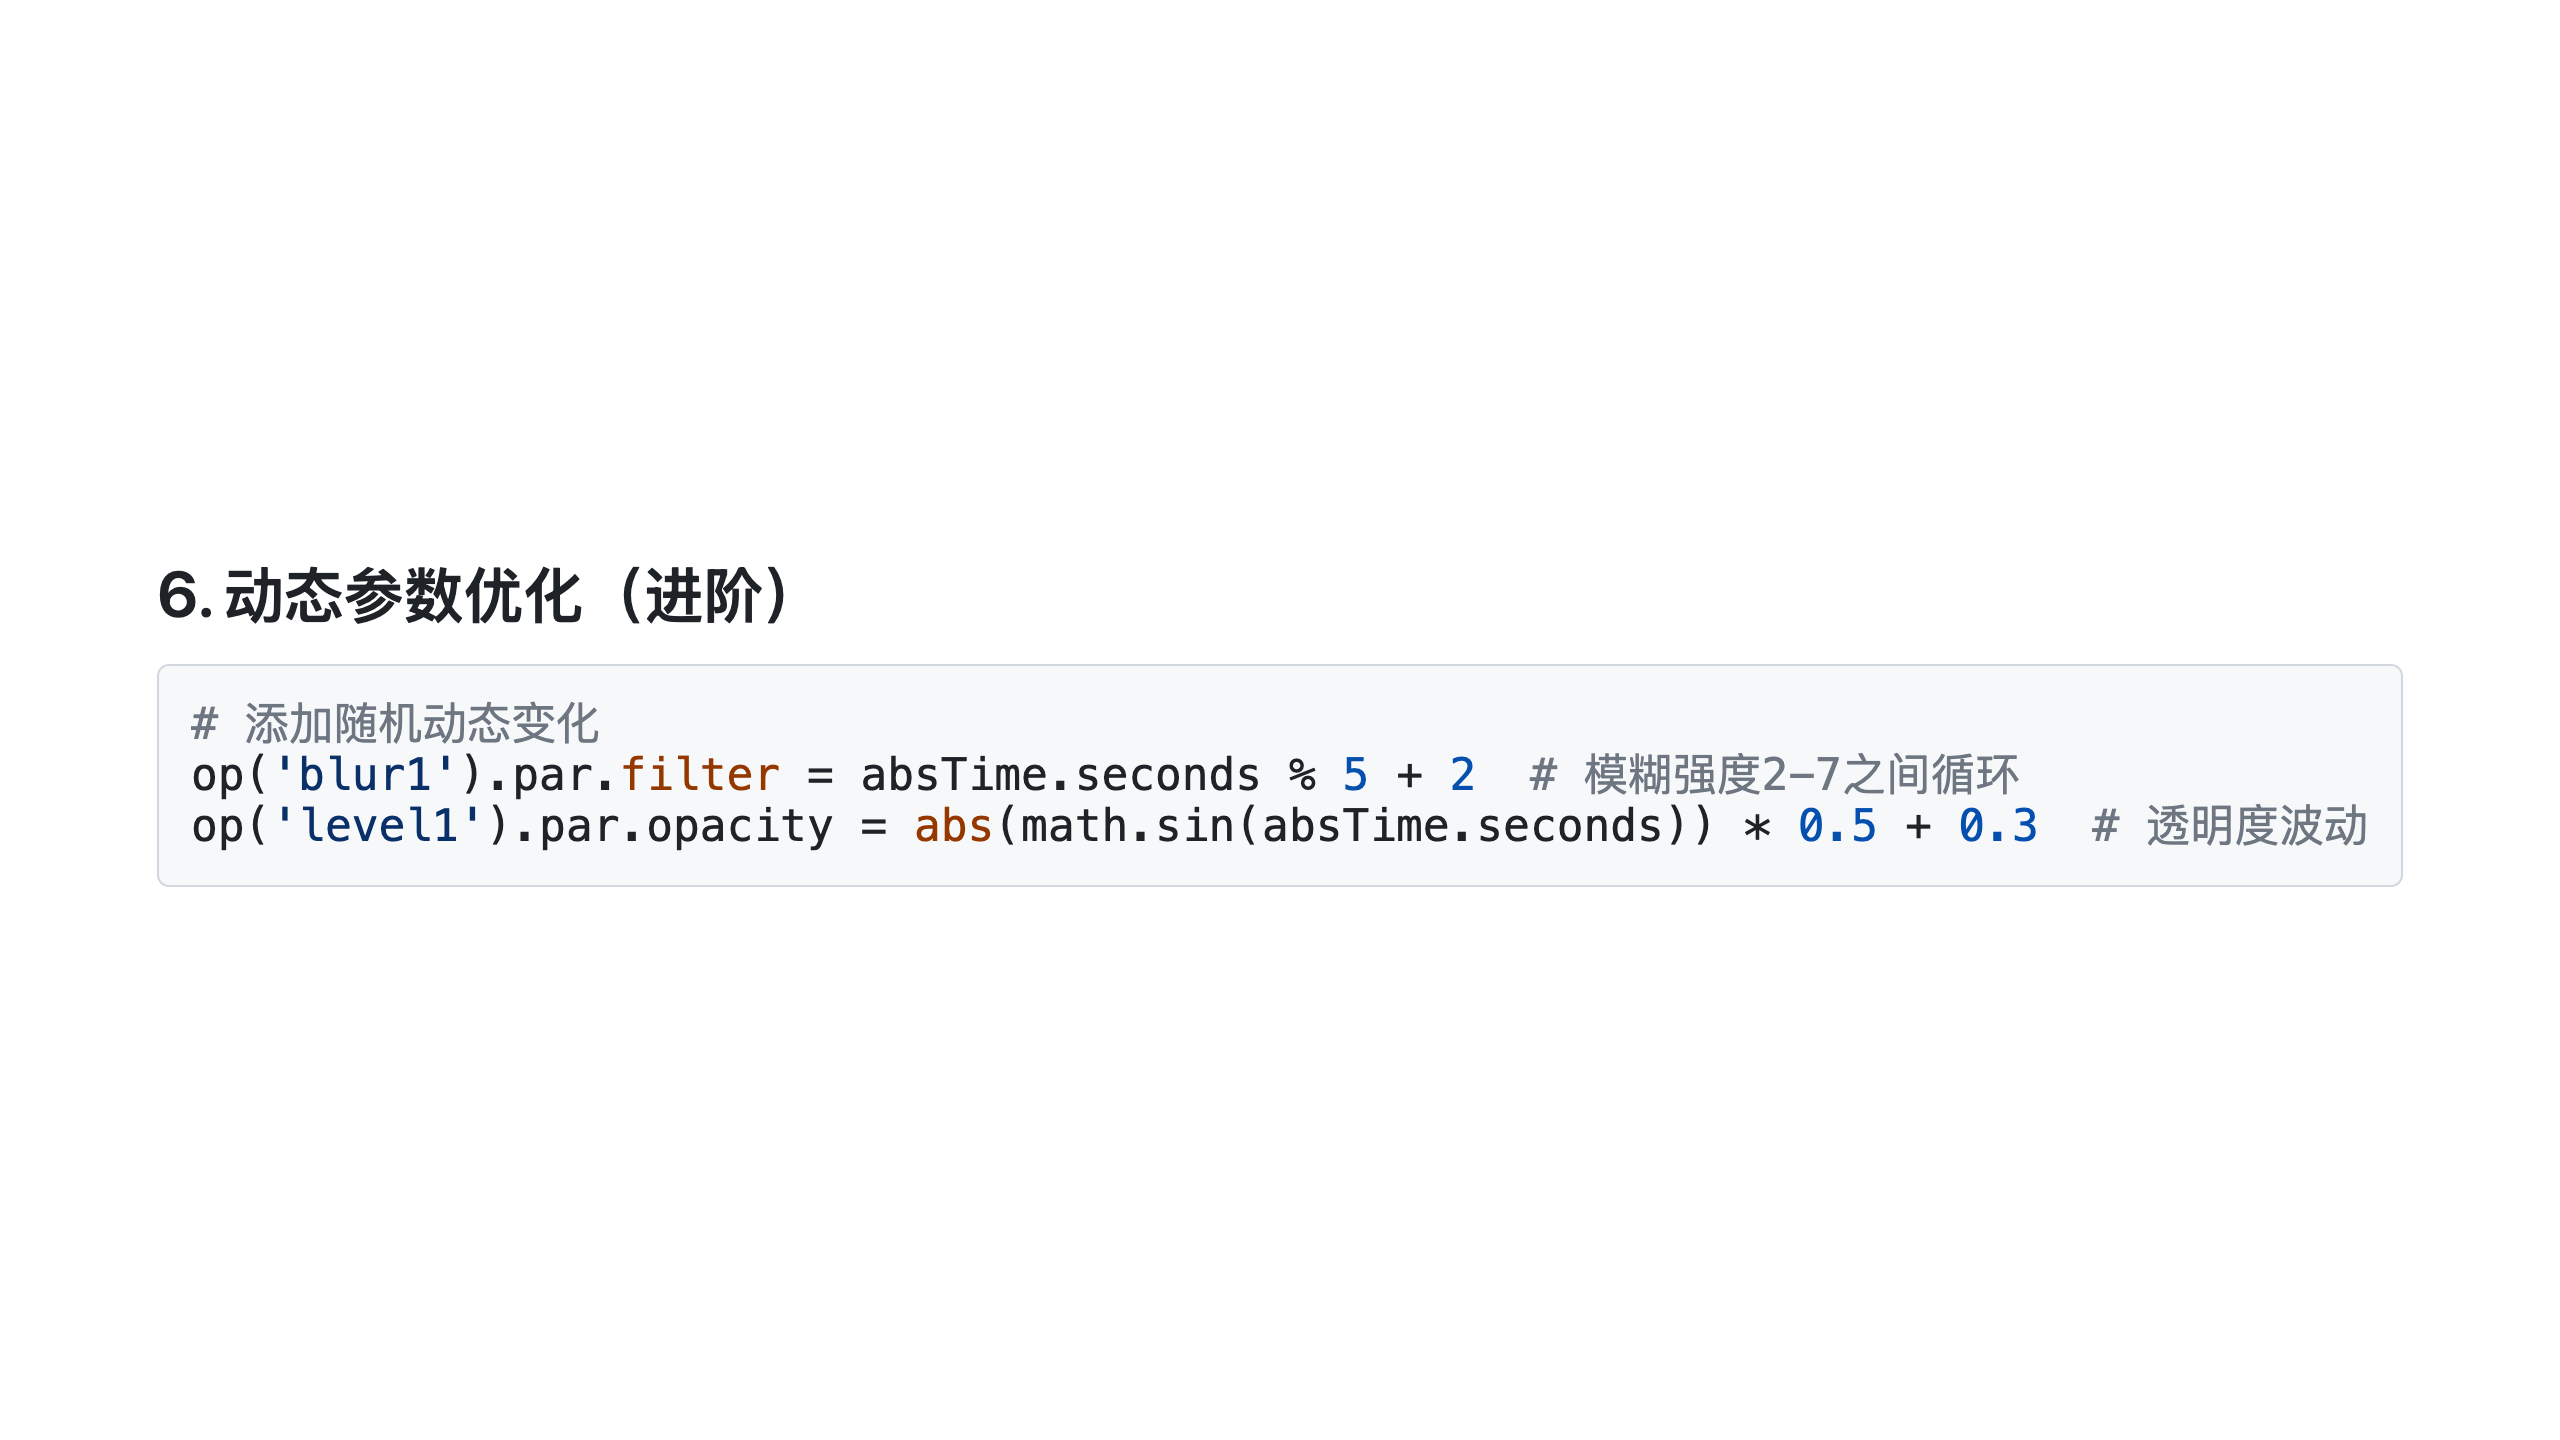 6. 动态参数优化（进阶）
# 添加随机动态变化
op('blur1').par.filter = absTime.seconds % 5 + 2  # 模糊强度2-7之间循环
op('level1').par.opacity = abs(math.sin(absTime.seconds)) * 0.5 + 0.3  # 透明度波动